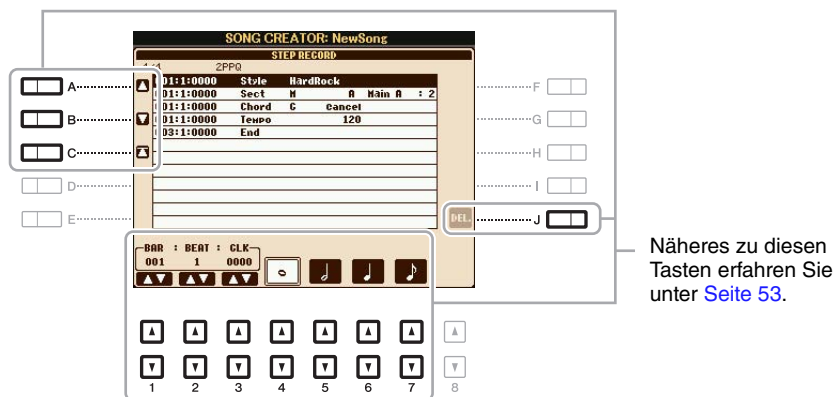 SONG CREATOR: NewSong
STEP RECORD
2PPQ
001:1:0000 Style HardRock
001:1:0000 Sect M A Main A : 2
001:1:0000 Chord C Cancel
001:1:0000 Tempo 120
003:1:0000 End
A
B
C
D
E
F
G
H
I
DEL. J
BAR : BEAT : CLK
001 1 0000
1 2 3 4 5 6 7 8
Näheres zu diesen
Tasten erfahren Sie
unter Seite 53.